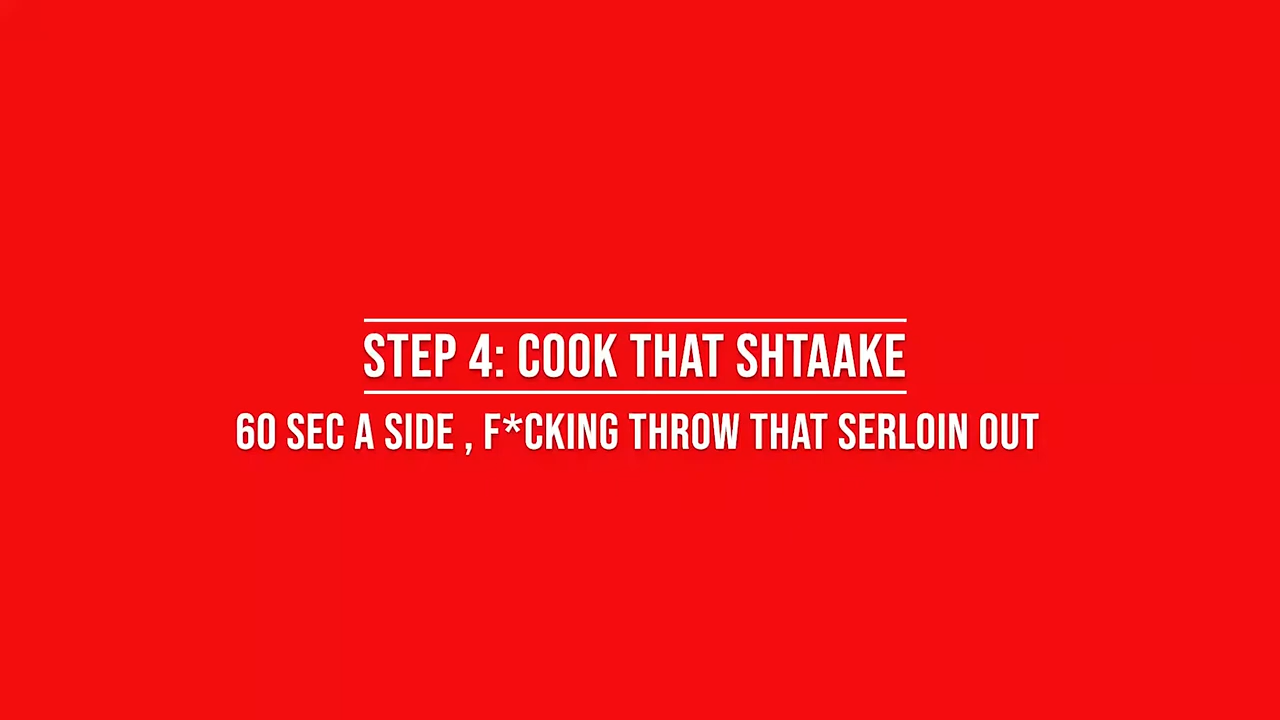 STEP 4: COOK THAT SHTAAKE
60 SEC A SIDE , F*CKING THROW THAT SERLOIN OUT